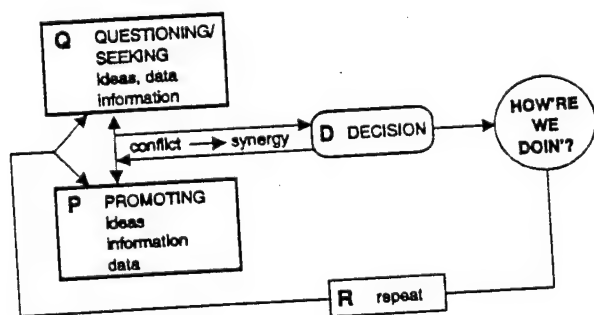 Q QUESTIONING/
SEEKING
ideas, data
information
conflict synergy
D DECISION
HOW'RE
WE
DOIN'?
P PROMOTING
ideas
information
data
R repeat